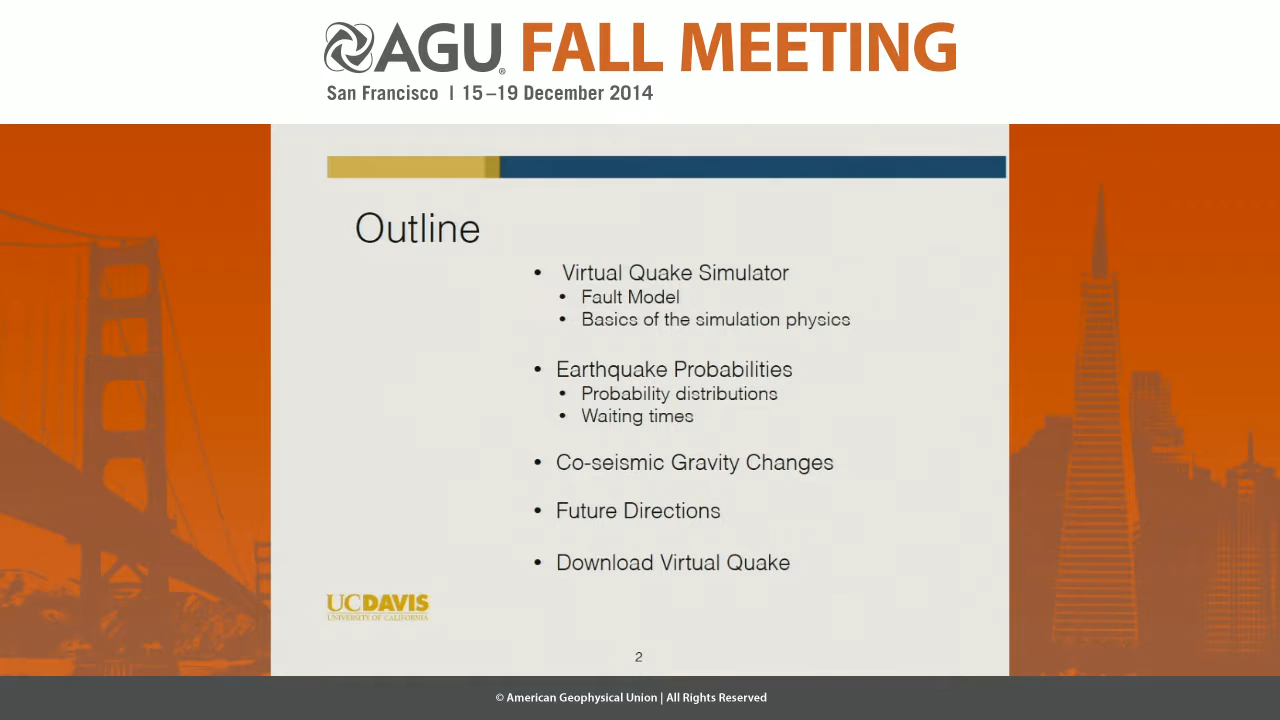 AGU® FALL MEETING
San Francisco | 15–19 December 2014
Outline
• Virtual Quake Simulator
• Fault Model
• Basics of the simulation physics
• Earthquake Probabilities
• Probability distributions
• Waiting times
• Co-seismic Gravity Changes
• Future Directions
• Download Virtual Quake
UCDAVIS
UNIVERSITY OF CALIFORNIA
2
© American Geophysical Union | All Rights Reserved